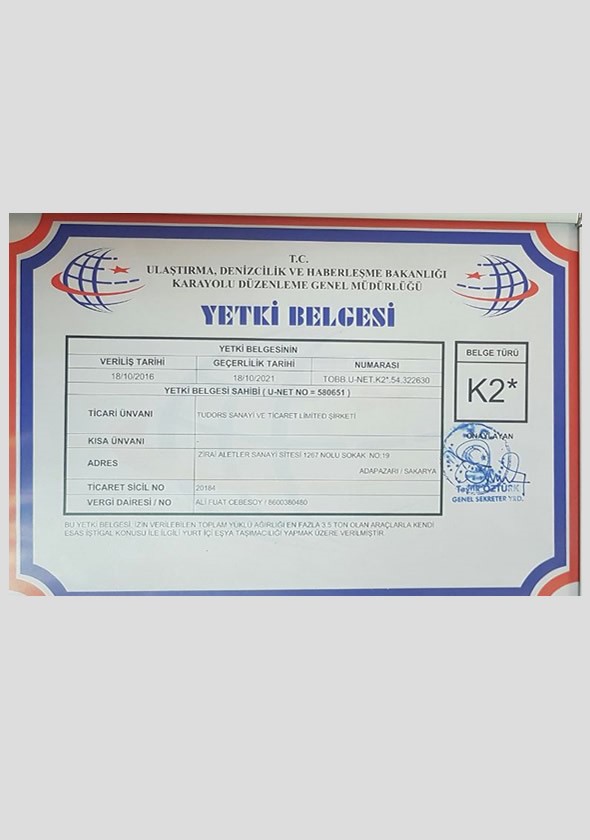 T.C.
ULAŞTIRMA, DENİZCİLİK VE HABERLEŞME BAKANLIĞI
KARAYOLU DÜZENLEME GENEL MÜDÜRLÜĞÜ
YETKİ BELGESİ
YETKİ BELGESİNİN
VERİLİŞ TARİHİ GEÇERLİLİK TARİHİ NUMARASI
18/10/2016 18/10/2021 TOBB.U-NET.K2*.54.322630
YETKİ BELGESİ SAHİBİ ( U-NET NO = 580651 )
TİCARİ ÜNVANI TUDORS SANAYİ VE TİCARET LİMİTED ŞİRKETİ
KISA ÜNVANI -
ADRES ZİRAİ ALETLER SANAYİ SİTESİ 1267 NOLU SOKAK NO:19
ADAPAZARI / SAKARYA
TİCARET SİCİL NO 20184
VERGİ DAİRESİ / NO ALİ FUAT CEBESOY / 8600380480
BELGE TÜRÜ
K2*
ONAYLAYAN
Tevfik ÖZTÜRK
GENEL SEKRETER YRD.
BU YETKİ BELGESİ, İZİN VERİLEBİLEN TOPLAM YÜKLÜ AĞIRLIĞI EN FAZLA 3.5 TON OLAN ARAÇLARLA KENDİ
ESAS İŞTİGAL KONUSU İLE İLGİLİ YURT İÇİ EŞYA TAŞIMACILIĞI YAPMAK ÜZERE VERİLMİŞTİR.